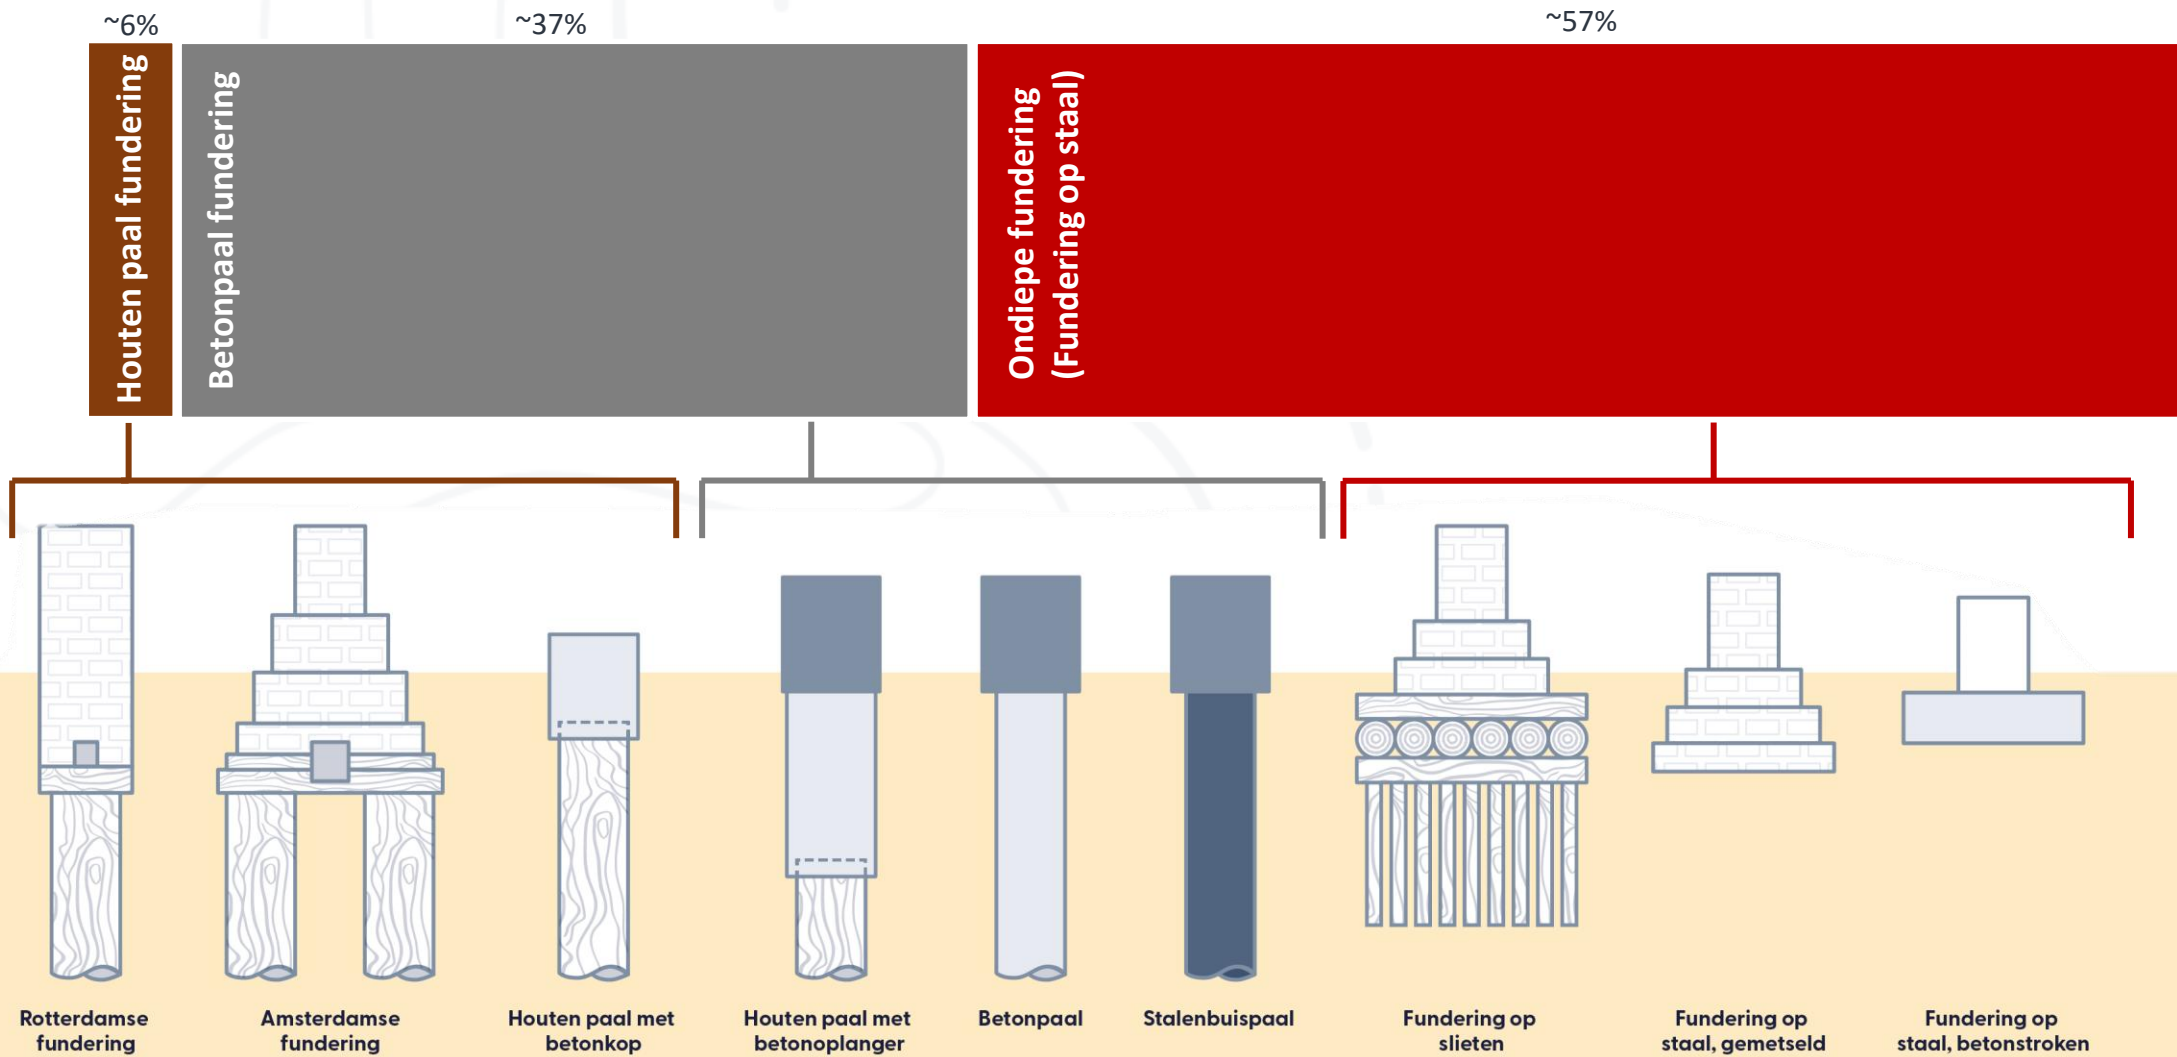 ~6%
~37%
~57%
Houten paal fundering
Betonpaal fundering
Ondiepe fundering
(Fundering op staal)
Rotterdamse
fundering
Amsterdamse
fundering
Houten paal met
betonkop
Houten paal met
betonoplanger
Betonpaal
Stalenbuispaal
Fundering op
slieten
Fundering op
staal, gemetseld
Fundering op
staal, betonstroken